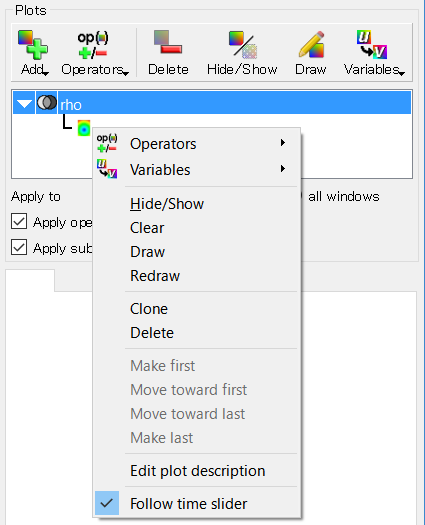 Plots
op(·) +/-
u v
Add Operators Delete Hide/Show Draw Variables
rho
op(·) +/- Operators
u v Variables
Apply to all windows
Hide/Show
Apply ope
Clear
Draw
Apply sub
Redraw
Clone
Delete
Make first
Move toward first
Move toward last
Make last
Edit plot description
Follow time slider